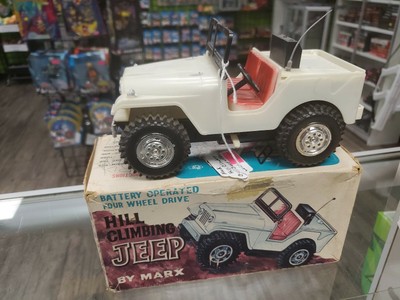 BATTERY OPERATED
FOUR WHEEL DRIVE
HILL
CLIMBING
JEEP
BY MARX